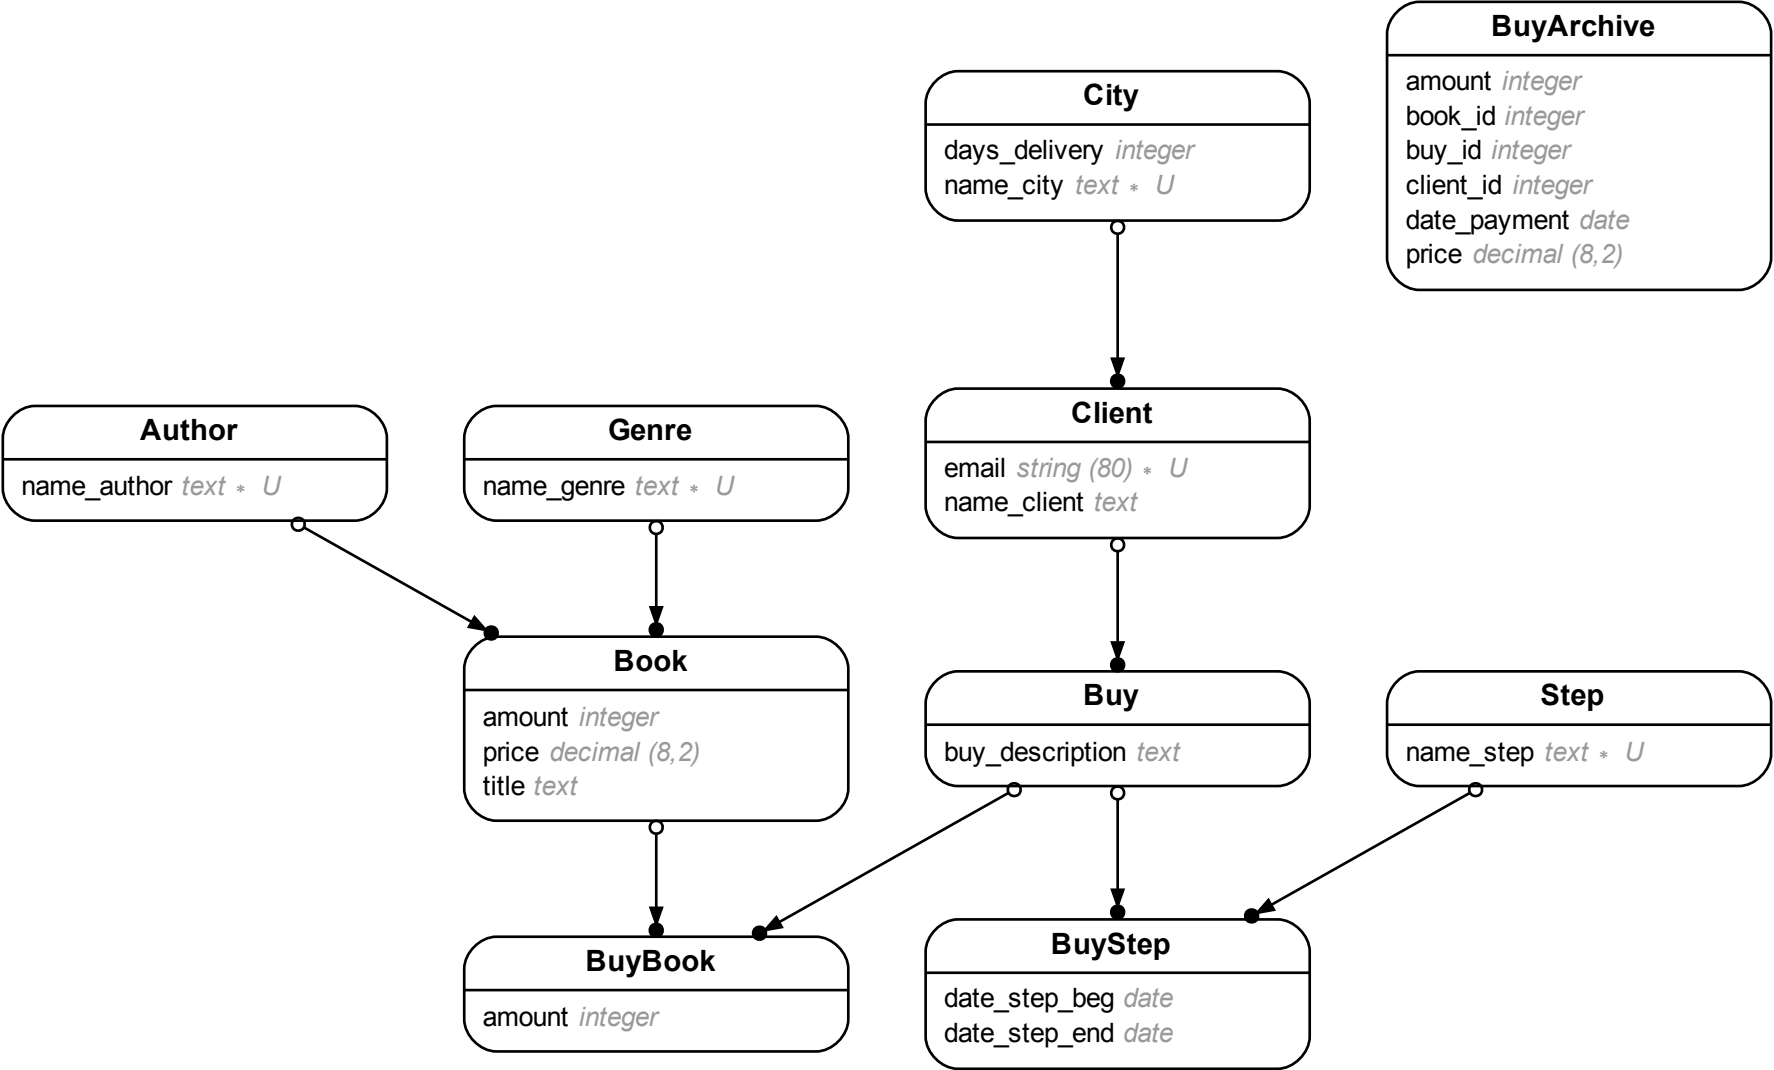 BuyArchive
amount integer
book_id integer
buy_id integer
client_id integer
date_payment date
price decimal (8,2)
City
days_delivery integer
name_city text * U
Client
email string (80) * U
name_client text
Author
name_author text * U
Genre
name_genre text * U
Book
amount integer
price decimal (8,2)
title text
Buy
buy_description text
Step
name_step text * U
BuyBook
amount integer
BuyStep
date_step_beg date
date_step_end date